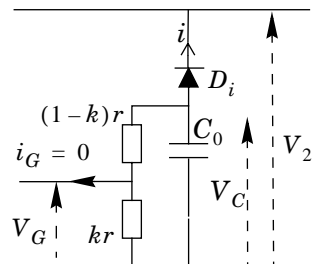 i
D_i
(1 – k)r
C_0
i_G = 0
V_2
V_C
V_G
kr